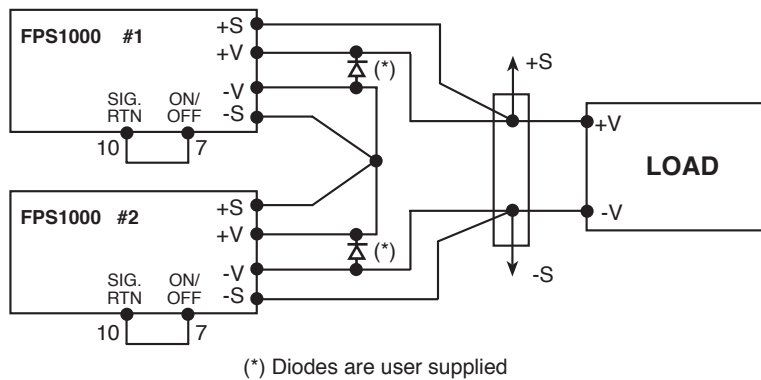 FPS1000 #1
+S
+V
-V
-S
SIG. RTN
ON/ OFF
10
7
(*)
FPS1000 #2
+S
+V
-V
-S
SIG. RTN
ON/ OFF
10
7
(*)
+S
-S
+V
LOAD
-V
(*) Diodes are user supplied